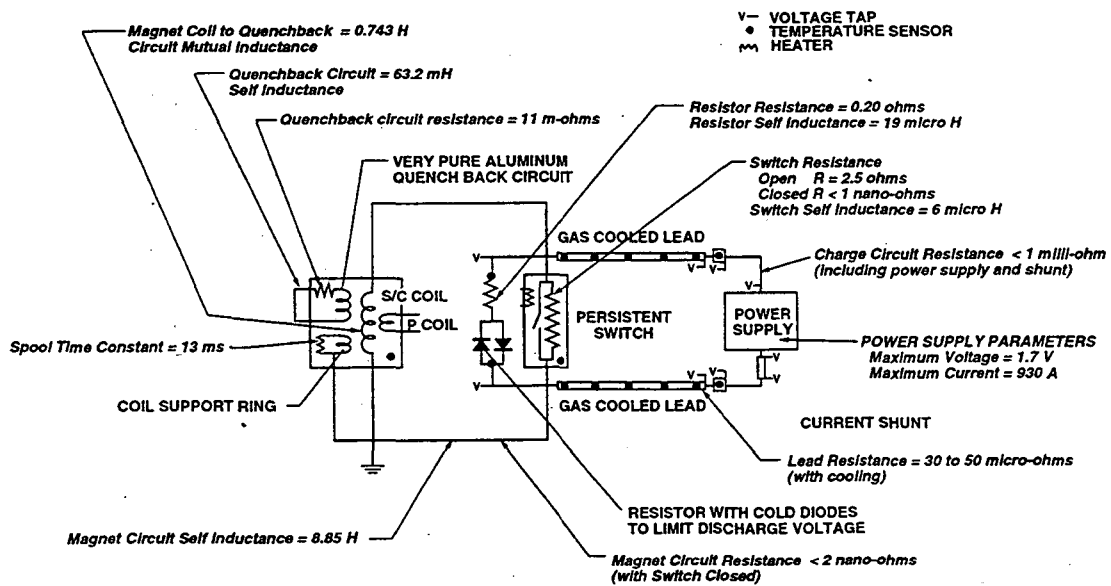 Magnet Coil to Quenchback = 0.743 H
Circuit Mutual Inductance
V— VOLTAGE TAP
TEMPERATURE SENSOR
HEATER
Quenchback Circuit = 63.2 mH
Self Inductance
Resistor Resistance = 0.20 ohms
Resistor Self Inductance = 19 micro H
Quenchback circuit resistance = 11 m-ohms
VERY PURE ALUMINUM
QUENCH BACK CIRCUIT
Switch Resistance
Open R = 2.5 ohms
Closed R < 1 nano-ohms
Switch Self Inductance = 6 micro H
GAS COOLED LEAD
V
V V
Charge Circuit Resistance < 1 milli-ohm
(including power supply and shunt)
V
S/C COIL
P COIL
PERSISTENT
SWITCH
POWER
SUPPLY
POWER SUPPLY PARAMETERS
Maximum Voltage = 1.7 V
Maximum Current = 930 A
Spool Time Constant = 13 ms
V
V V
V
V
COIL SUPPORT RING
GAS COOLED LEAD
CURRENT SHUNT
Lead Resistance = 30 to 50 micro-ohms
(with cooling)
RESISTOR WITH COLD DIODES
TO LIMIT DISCHARGE VOLTAGE
Magnet Circuit Self Inductance = 8.85 H
Magnet Circuit Resistance < 2 nano-ohms
(with Switch Closed)